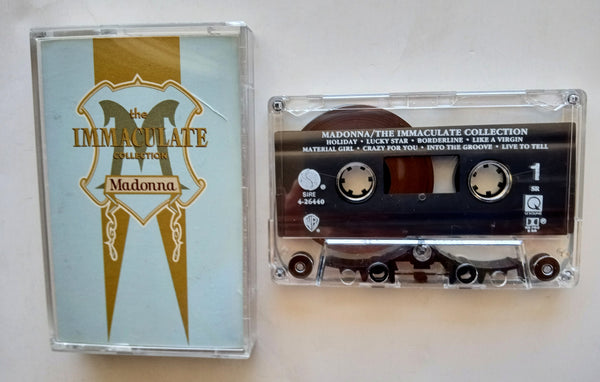 the
IMMACULATE
COLLECTION
Madonna
MADONNA/THE IMMACULATE COLLECTION
HOLIDAY • LUCKY STAR • BORDERLINE • LIKE A VIRGIN
MATERIAL GIRL • CRAZY FOR YOU • INTO THE GROOVE • LIVE TO TELL
SIRE
4-26440
1
SR
Q